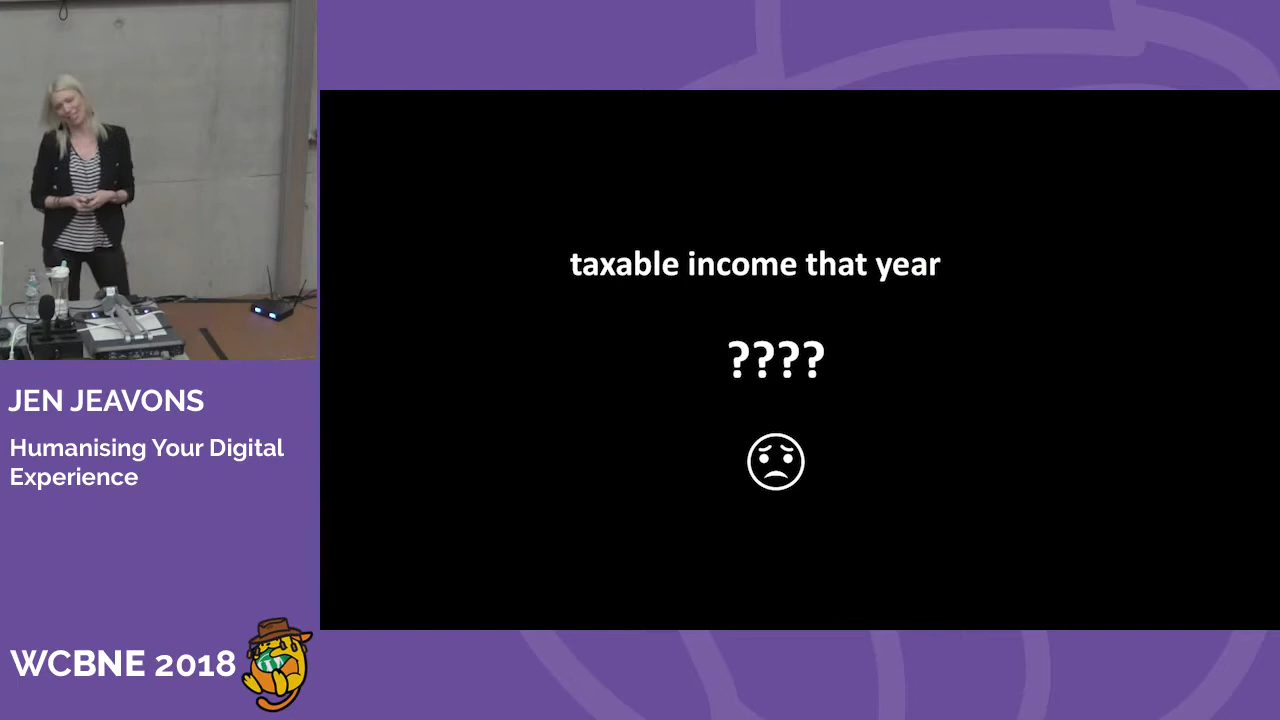 taxable income that year
????
JEN JEAVONS
Humanising Your Digital
Experience
WCBNE 2018